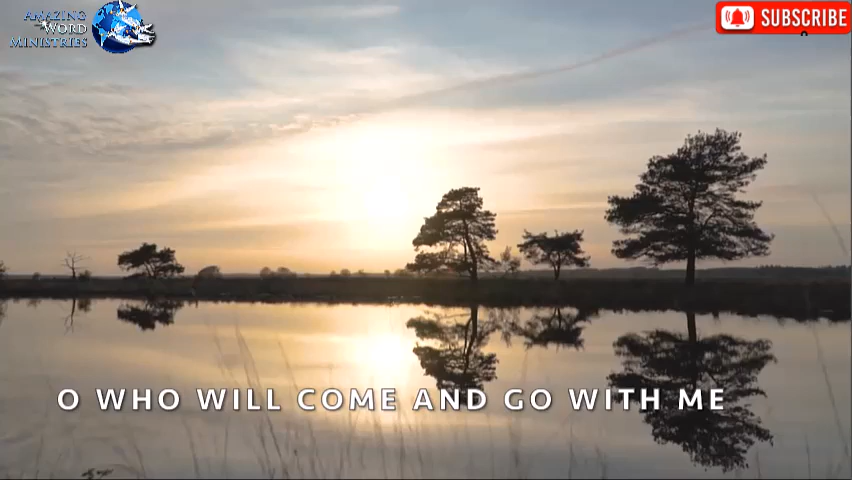 AMAZING
WORD
MINISTRIES
SUBSCRIBE
O WHO WILL COME AND GO WITH ME